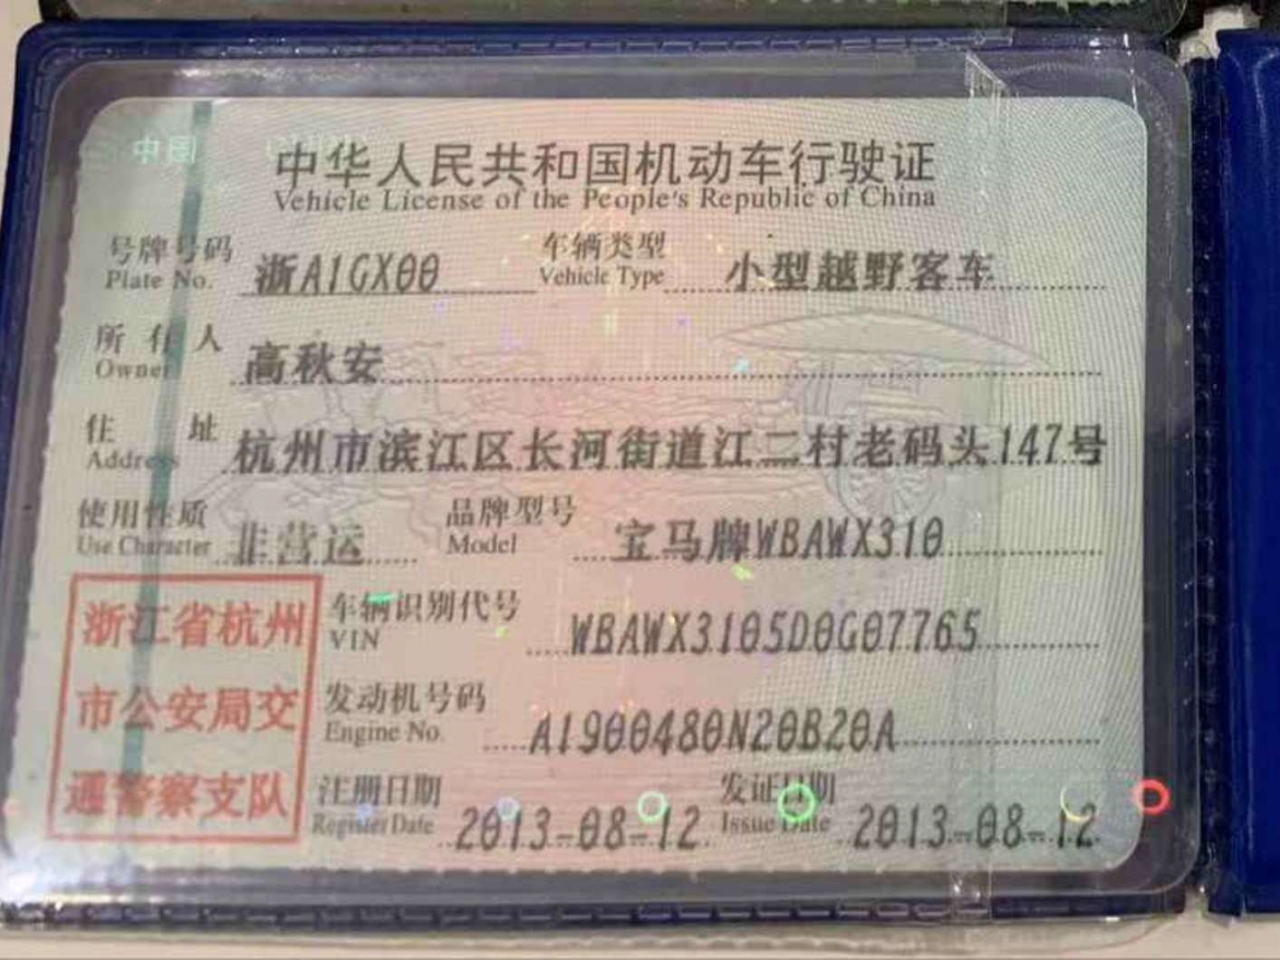 中国
中华人民共和国机动车行驶证
Vehicle License of the People's Republic of China
号牌号码 浙A1GX00 车辆类型 小型越野客车
Plate No. Vehicle Type
所有人 高秋安
Owner
住址 杭州市滨江区长河街道江二村老码头147号
Address
使用性质 非营运 品牌型号 宝马牌WBAWX310
Use Character Model
浙江省杭州 车辆识别代号 WBAWX3105D0G07765
VIN
市公安局交 发动机号码 A1900480N20B20A
Engine No.
通警察支队 注册日期 2013-08-12 发证日期 2013-08-12
Register Date Issue Date